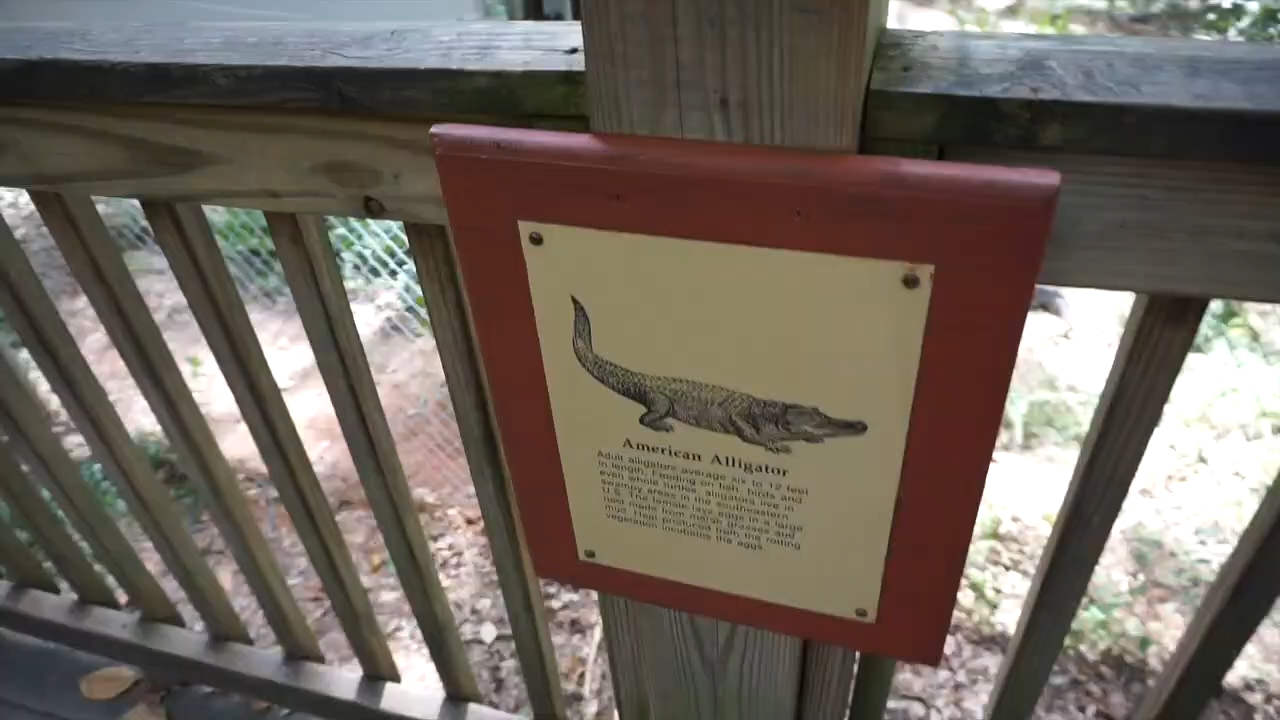 American Alligator
Adult alligators average six to 12 feet
in length. Feeding on fish, birds and
even whole turtles, alligators live in
swampy areas in the southeastern
U.S. The female lays eggs in a large
nest made from marsh grasses and
mud. Heat produced from the rotting
vegetation incubates the eggs.